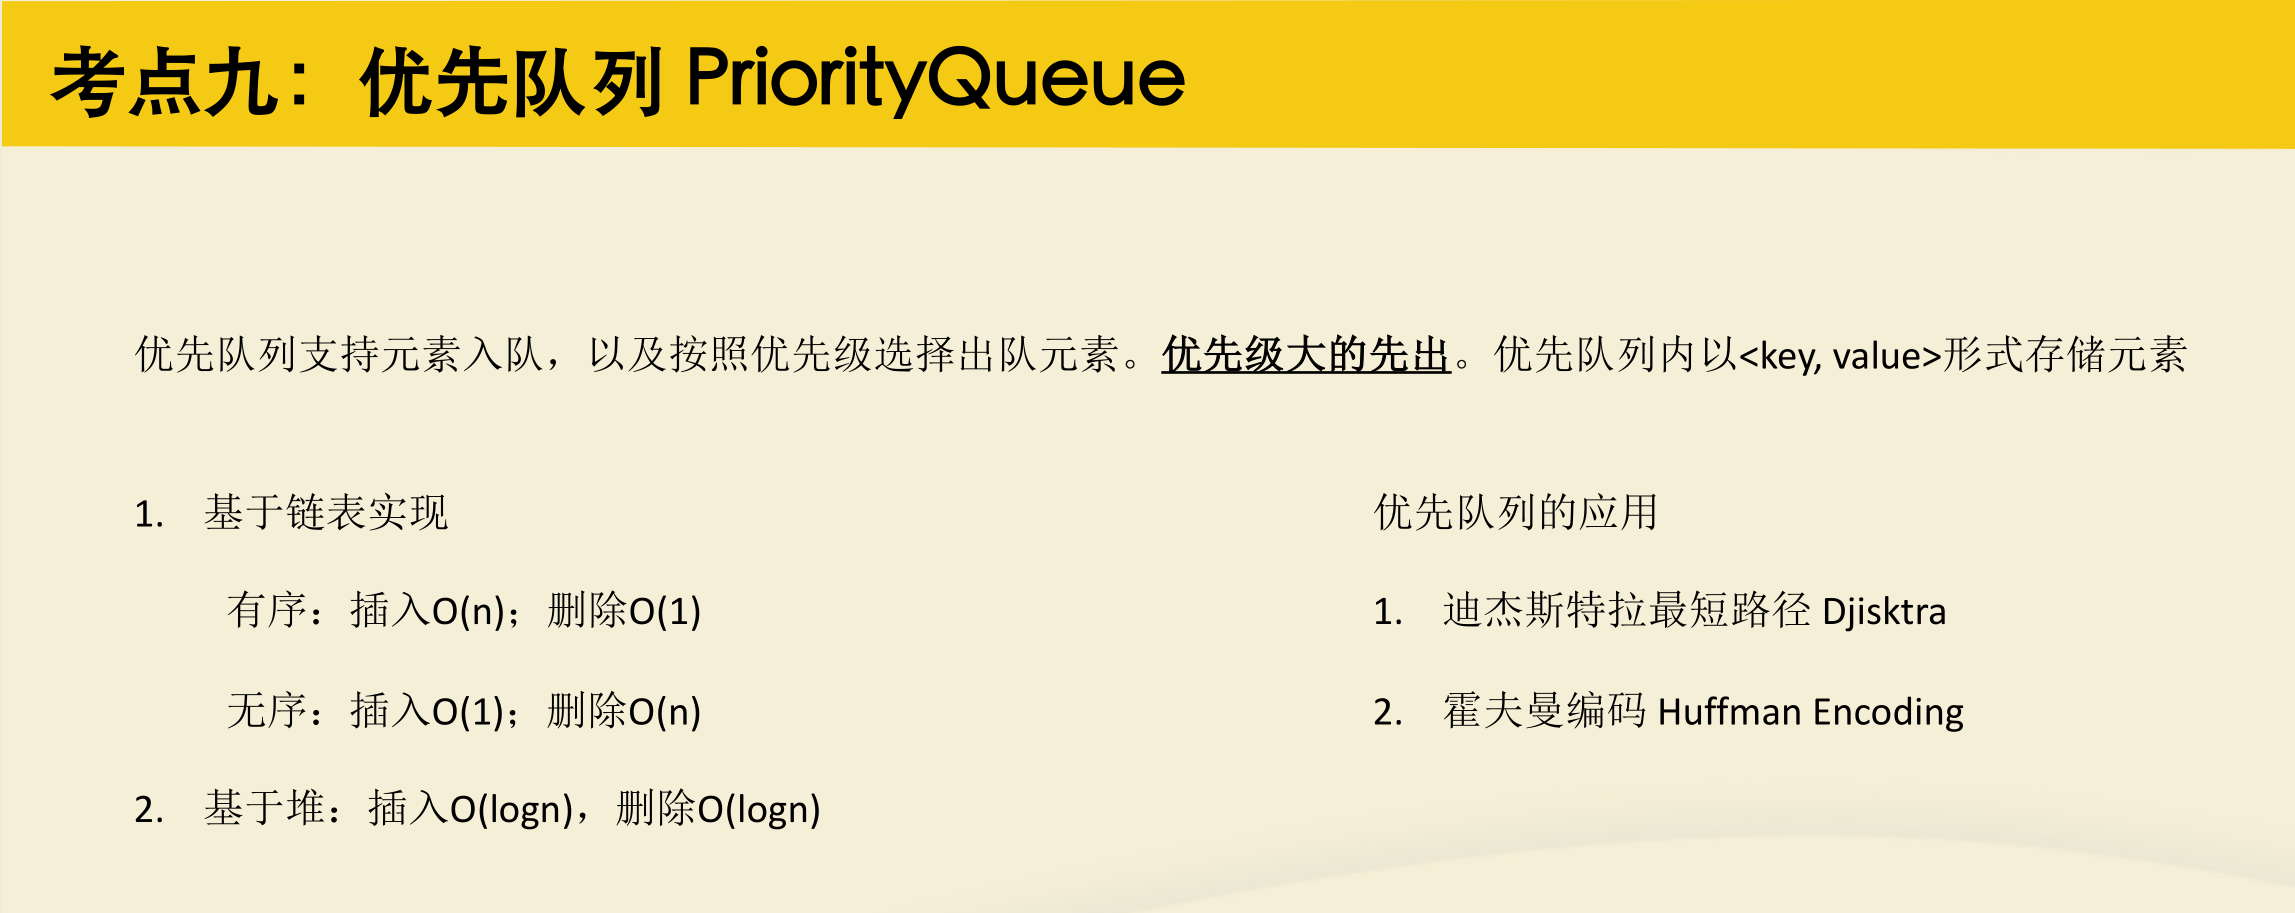 考点九：优先队列 PriorityQueue
优先队列支持元素入队，以及按照优先级选择出队元素。优先级大的先出。优先队列内以<key, value>形式存储元素
1. 基于链表实现
有序：插入O(n)；删除O(1)
无序：插入O(1)；删除O(n)
2. 基于堆：插入O(logn)，删除O(logn)
优先队列的应用
1. 迪杰斯特拉最短路径 Djisktra
2. 霍夫曼编码 Huffman Encoding